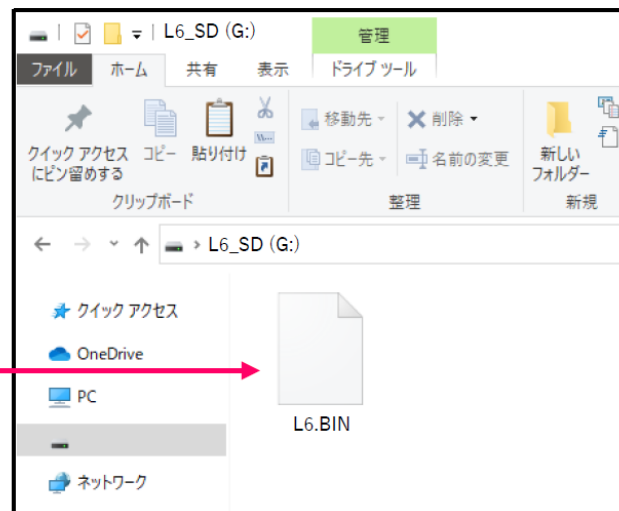 L6_SD (G:)
管理
ファイル ホーム 共有 表示 ドライブ ツール
クイック アクセス
にピン留めする
コピー
貼り付け
移動先
コピー先
削除
名前の変更
新しい
フォルダー
クリップボード
整理
新規
L6_SD (G:)
クイック アクセス
OneDrive
PC
ネットワーク
L6.BIN